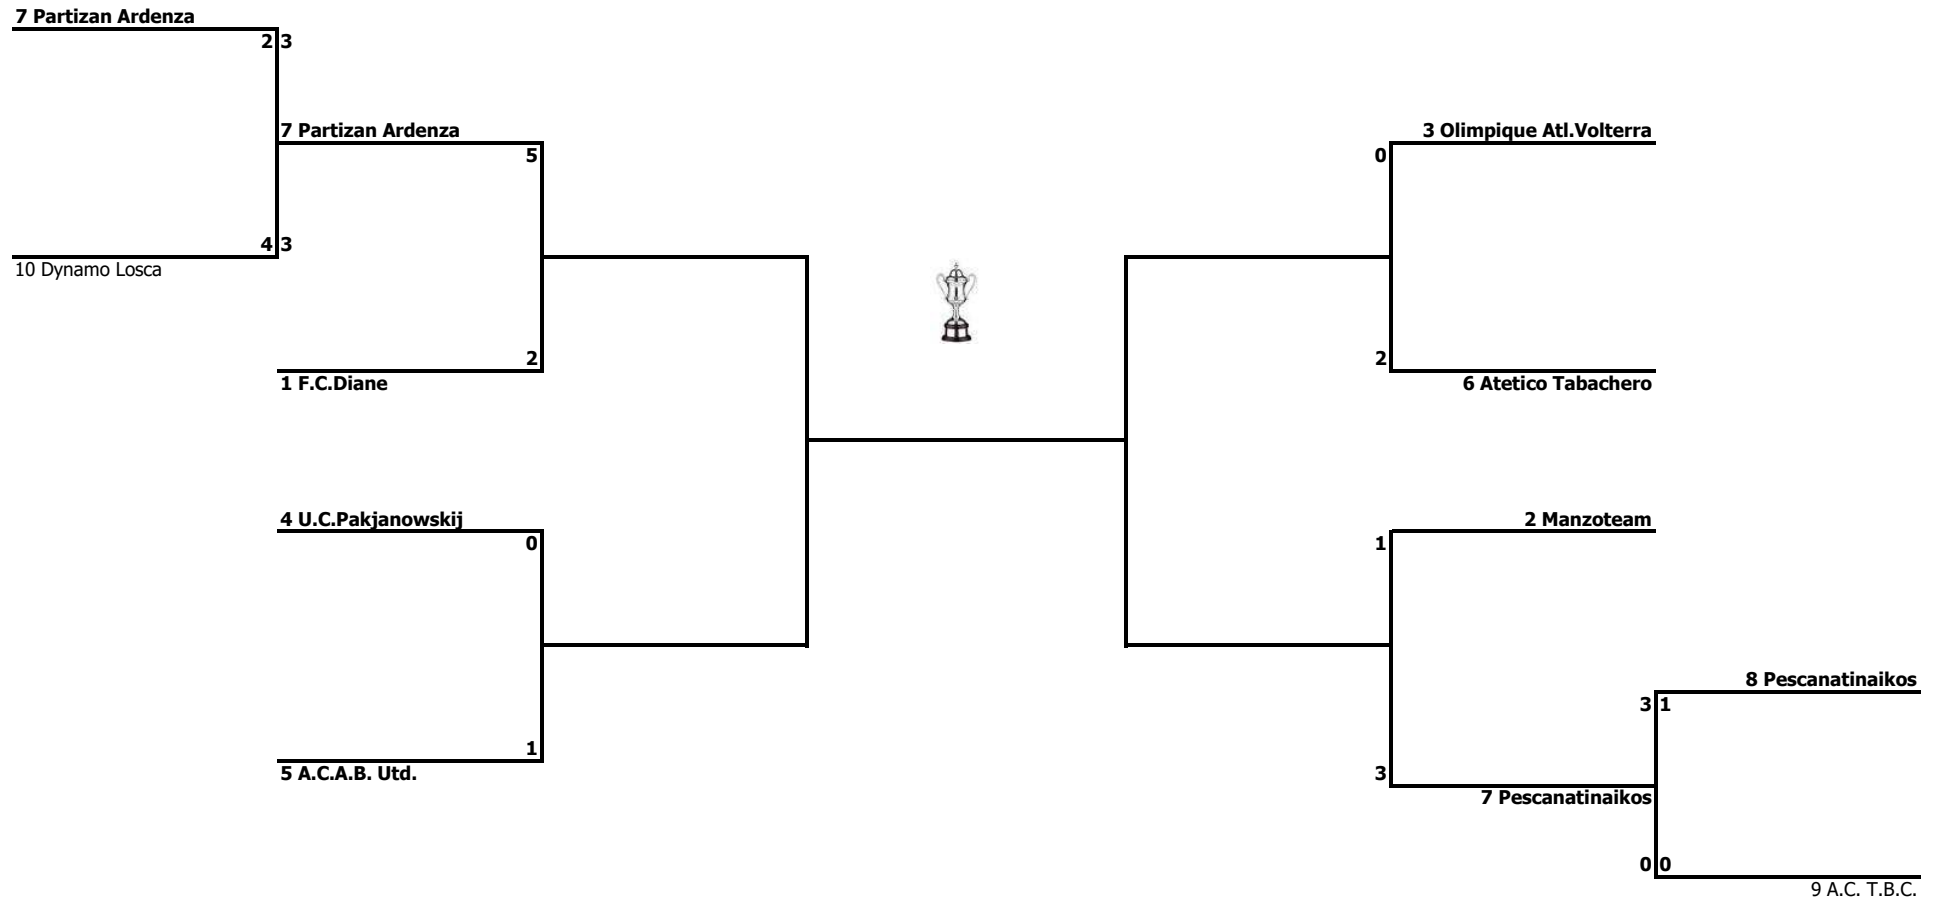 7 Partizan Ardenza
2 3
7 Partizan Ardenza
3 Olimpique Atl.Volterra
5
0
4 3
10 Dynamo Losca
2
2
1 F.C.Diane
6 Atetico Tabachero
4 U.C.Pakjanowskij
2 Manzoteam
0
1
8 Pescanatinaikos
3 1
1
5 A.C.A.B. Utd.
3
7 Pescanatinaikos
0 0
9 A.C. T.B.C.